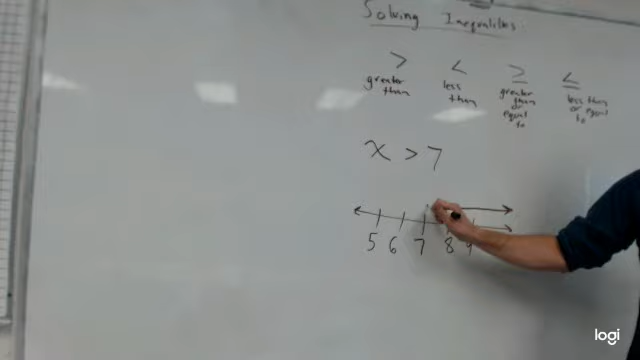 Solving Inequalities
> < ≥ ≤
greater than
less than
greater than or equal to
less than or equal to
x > 7
5 6 7 8 9
logi